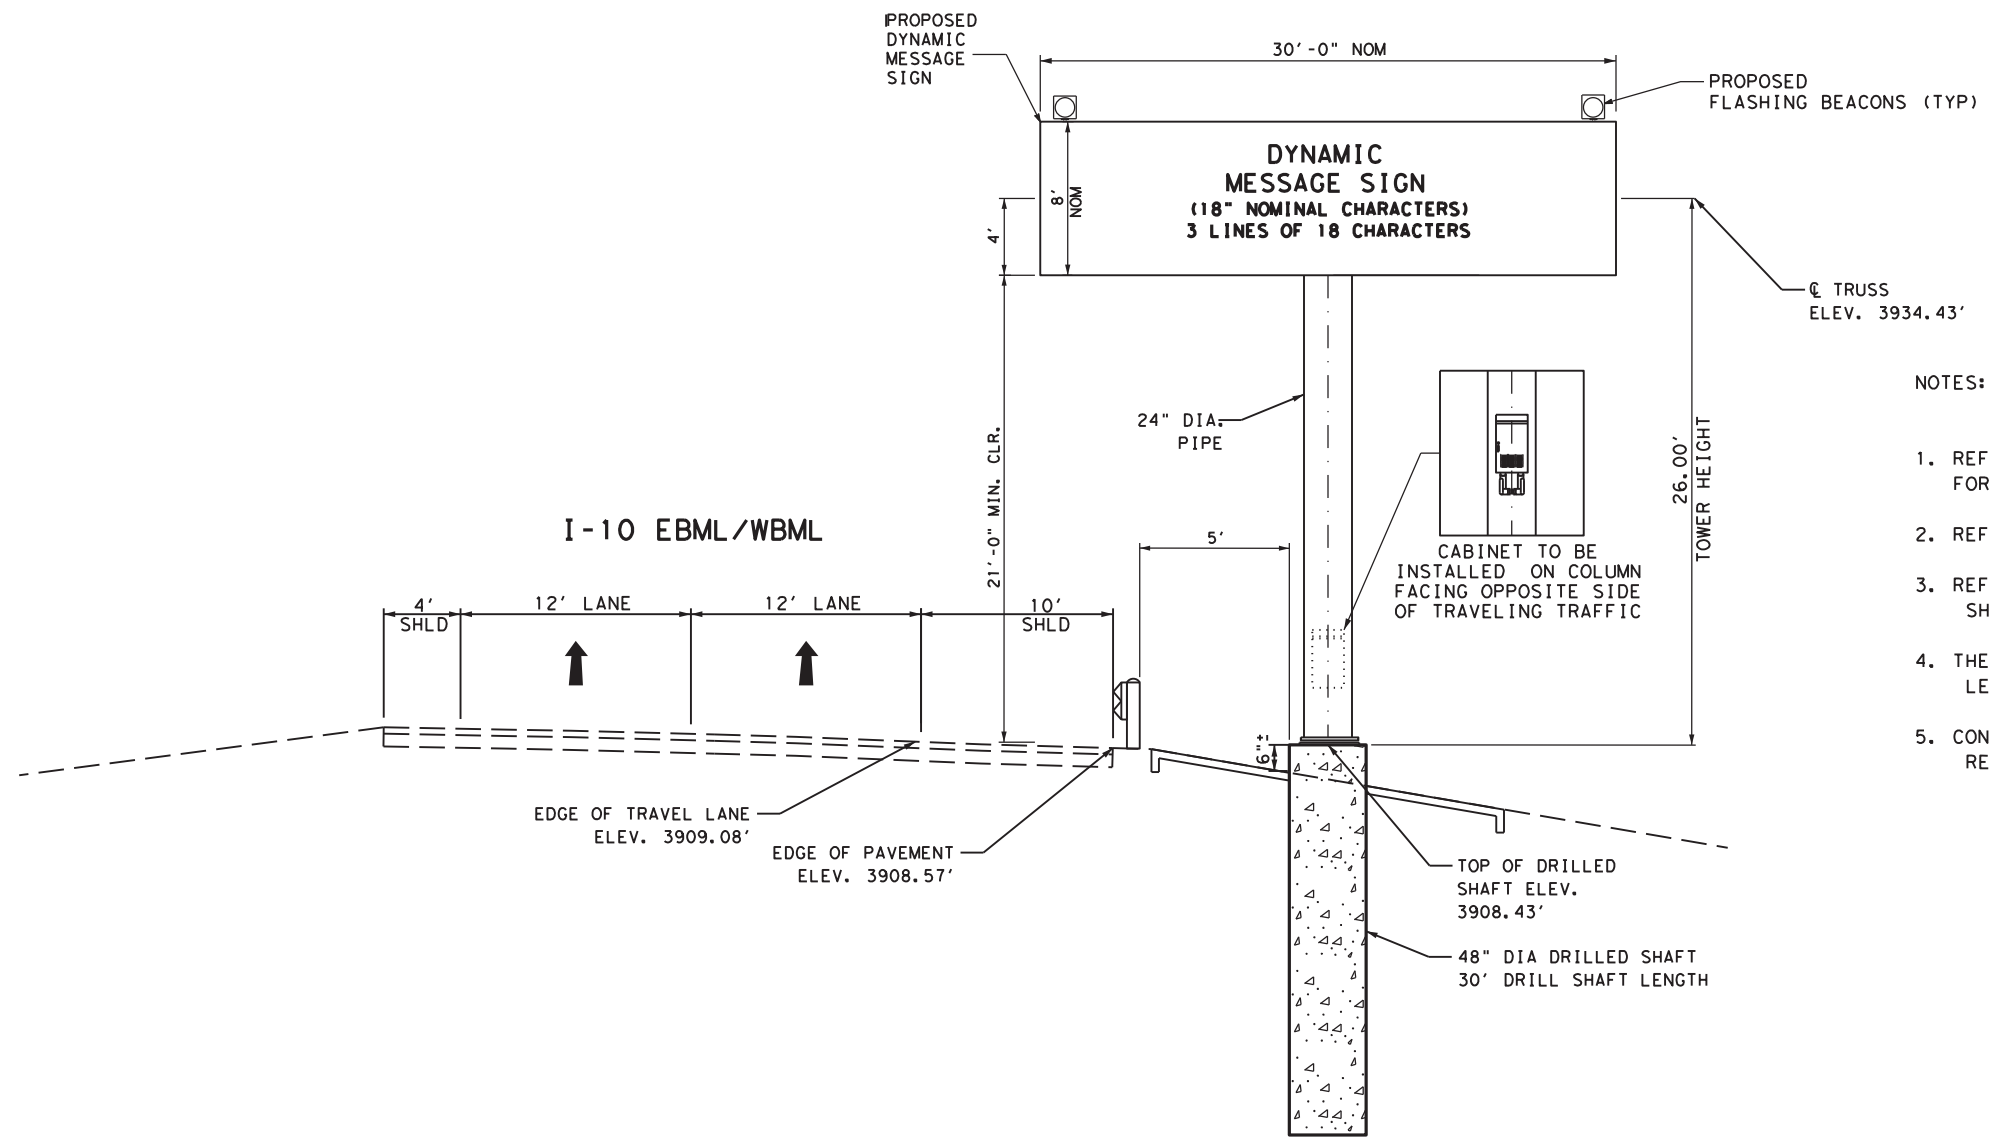 PROPOSED
DYNAMIC
MESSAGE
SIGN
30'-0" NOM
PROPOSED
FLASHING BEACONS (TYP)
DYNAMIC
MESSAGE SIGN
(18" NOMINAL CHARACTERS)
3 LINES OF 18 CHARACTERS
8'
NOM
4'
℄ TRUSS
ELEV. 3934.43'
24" DIA.
PIPE
21'-0" MIN. CLR.
26.00'
TOWER HEIGHT
CABINET TO BE
INSTALLED ON COLUMN
FACING OPPOSITE SIDE
OF TRAVELING TRAFFIC
I-10 EBML/WBML
5'
4'
SHLD
12' LANE
12' LANE
10'
SHLD
6"±
EDGE OF TRAVEL LANE
ELEV. 3909.08'
EDGE OF PAVEMENT
ELEV. 3908.57'
TOP OF DRILLED
SHAFT ELEV.
3908.43'
48" DIA DRILLED SHAFT
30' DRILL SHAFT LENGTH
NOTES:
1. REF
FOR
2. REF
3. REF
SH
4. THE
LE
5. CON
RE